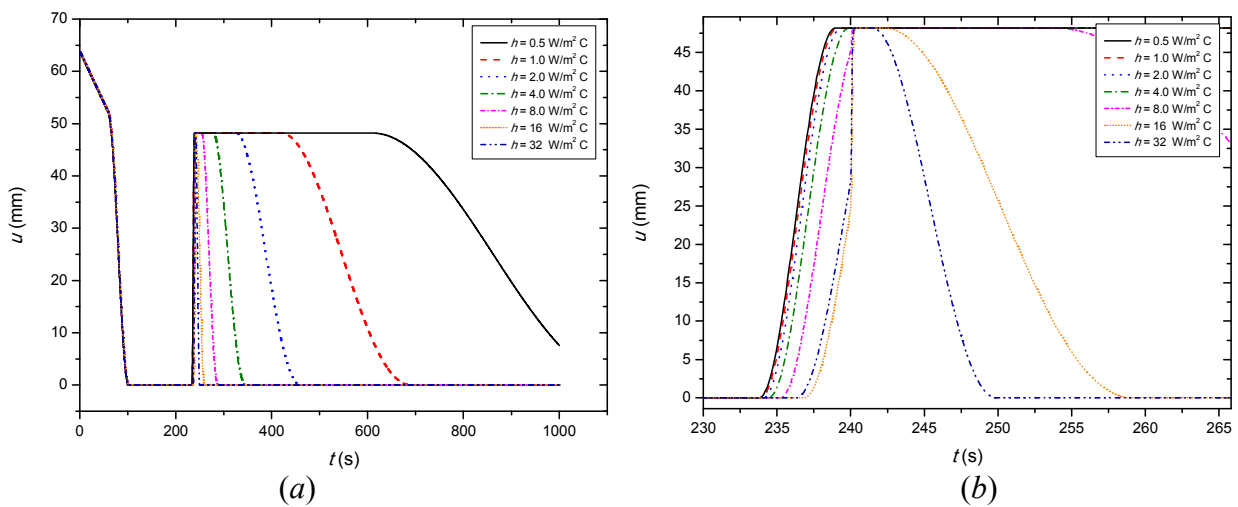 70
60
50
40
30
20
10
0
-5
u (mm)
0 200 400 600 800 1000
t (s)
h = 0.5 W/m² C
h = 1.0 W/m² C
h = 2.0 W/m² C
h = 4.0 W/m² C
h = 8.0 W/m² C
h = 16 W/m² C
h = 32 W/m² C
(a)
45
40
35
30
25
20
15
10
5
0
u (mm)
230 235 240 245 250 255 260 265
t (s)
h = 0.5 W/m² C
h = 1.0 W/m² C
h = 2.0 W/m² C
h = 4.0 W/m² C
h = 8.0 W/m² C
h = 16 W/m² C
h = 32 W/m² C
(b)